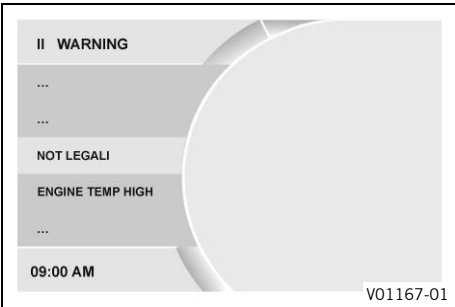 II WARNING
...
...
NOT LEGALI
ENGINE TEMP HIGH
...
09:00 AM
V01167-01